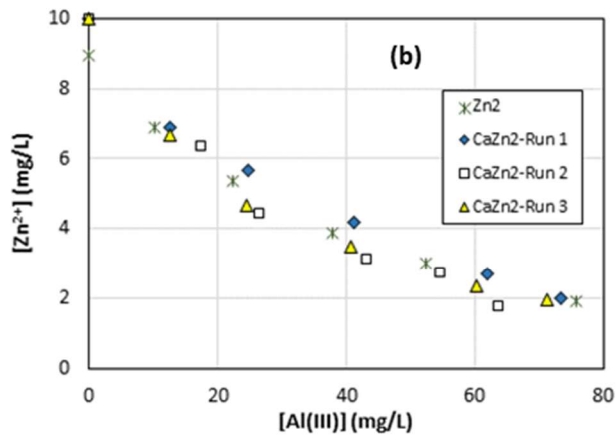 10
8
6
4
2
0
[Zn²⁺] (mg/L)
(b)
Zn2
CaZn2-Run 1
CaZn2-Run 2
CaZn2-Run 3
0 20 40 60 80
[Al(III)] (mg/L)